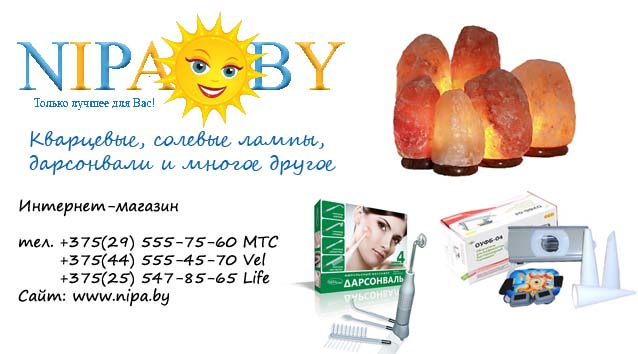 NIPA BY
Только лучшее для Вас!
Кварцевые, солевые лампы,
дарсонвали и многое другое
Интернет-магазин
тел. +375(29) 555-75-60 МТС
+375(44) 555-45-70 Vel
+375(25) 547-85-65 Life
Сайт: www.nipa.by
ДАРСОНВАЛЬ
4
ОУФБ-04